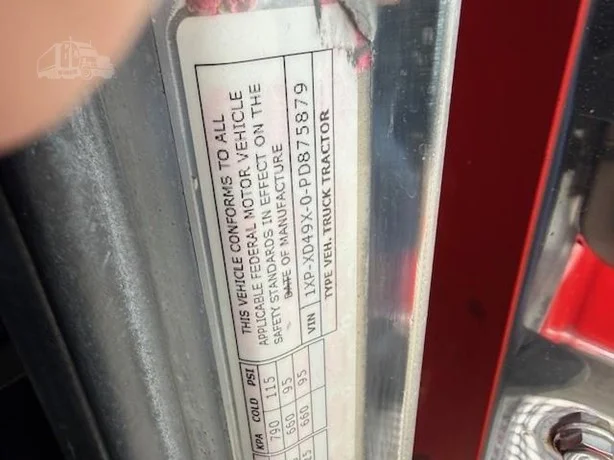 THIS VEHICLE CONFORMS TO ALL
APPLICABLE FEDERAL MOTOR VEHICLE
SAFETY STANDARDS IN EFFECT ON THE
DATE OF MANUFACTURE
VIN 1XP-XD49X-0-PD875879
TYPE VEH. TRUCK TRACTOR
KPA COLD PSI
790 115
660 95
660 95